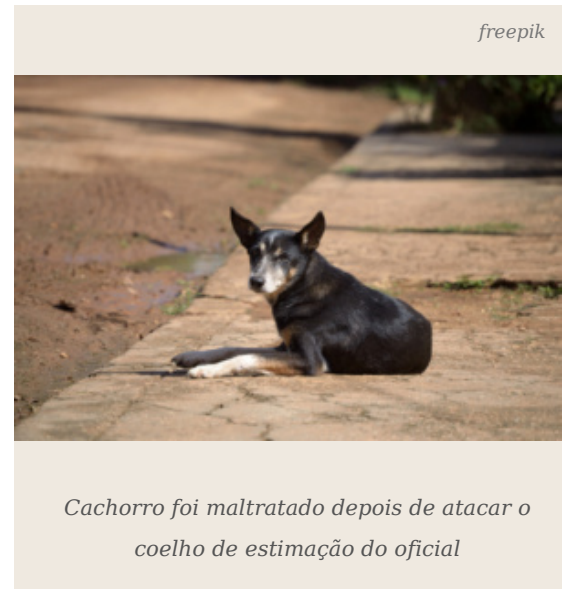 freepik
Cachorro foi maltratado depois de atacar o
coelho de estimação do oficial